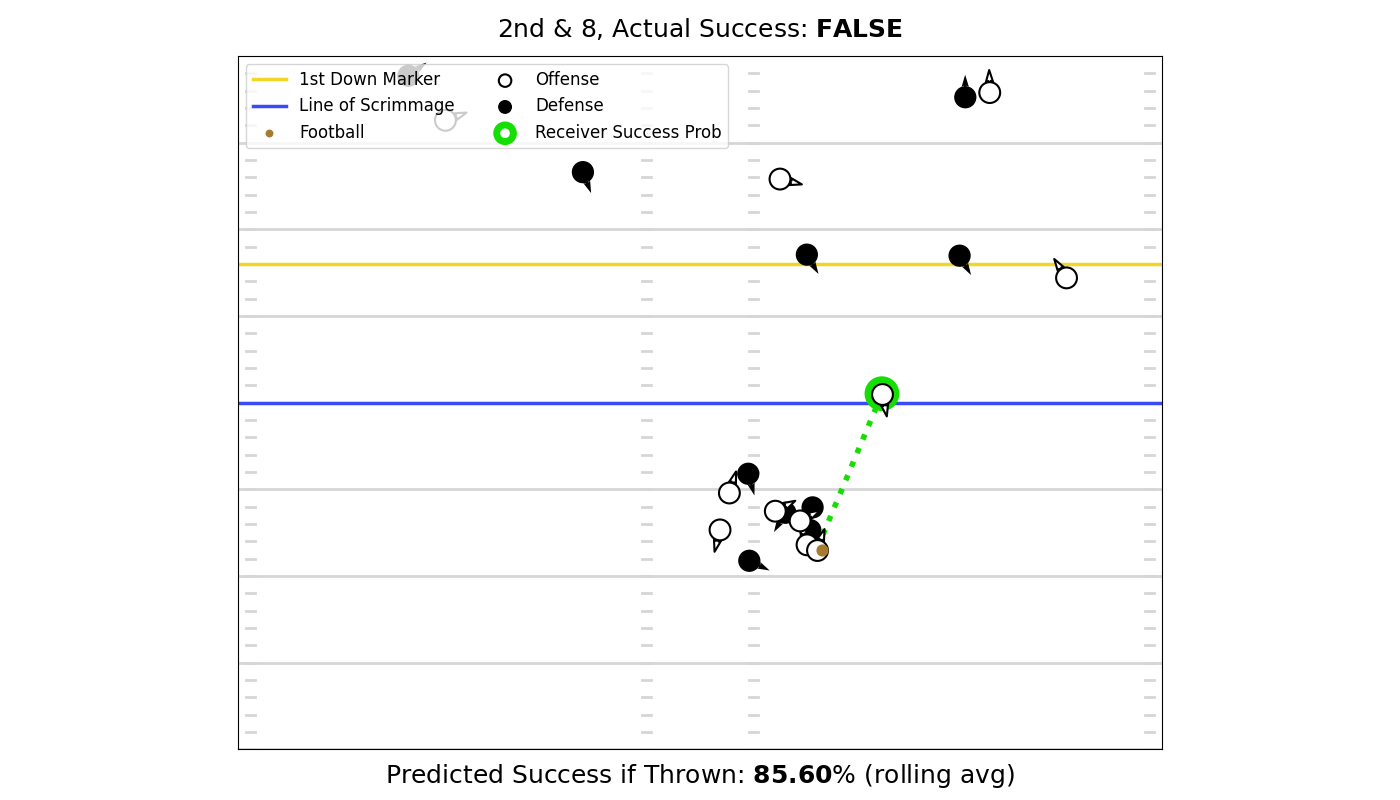 2nd & 8, Actual Success: FALSE
1st Down Marker
Line of Scrimmage
Football
Offense
Defense
Receiver Success Prob
Predicted Success if Thrown: 85.60% (rolling avg)